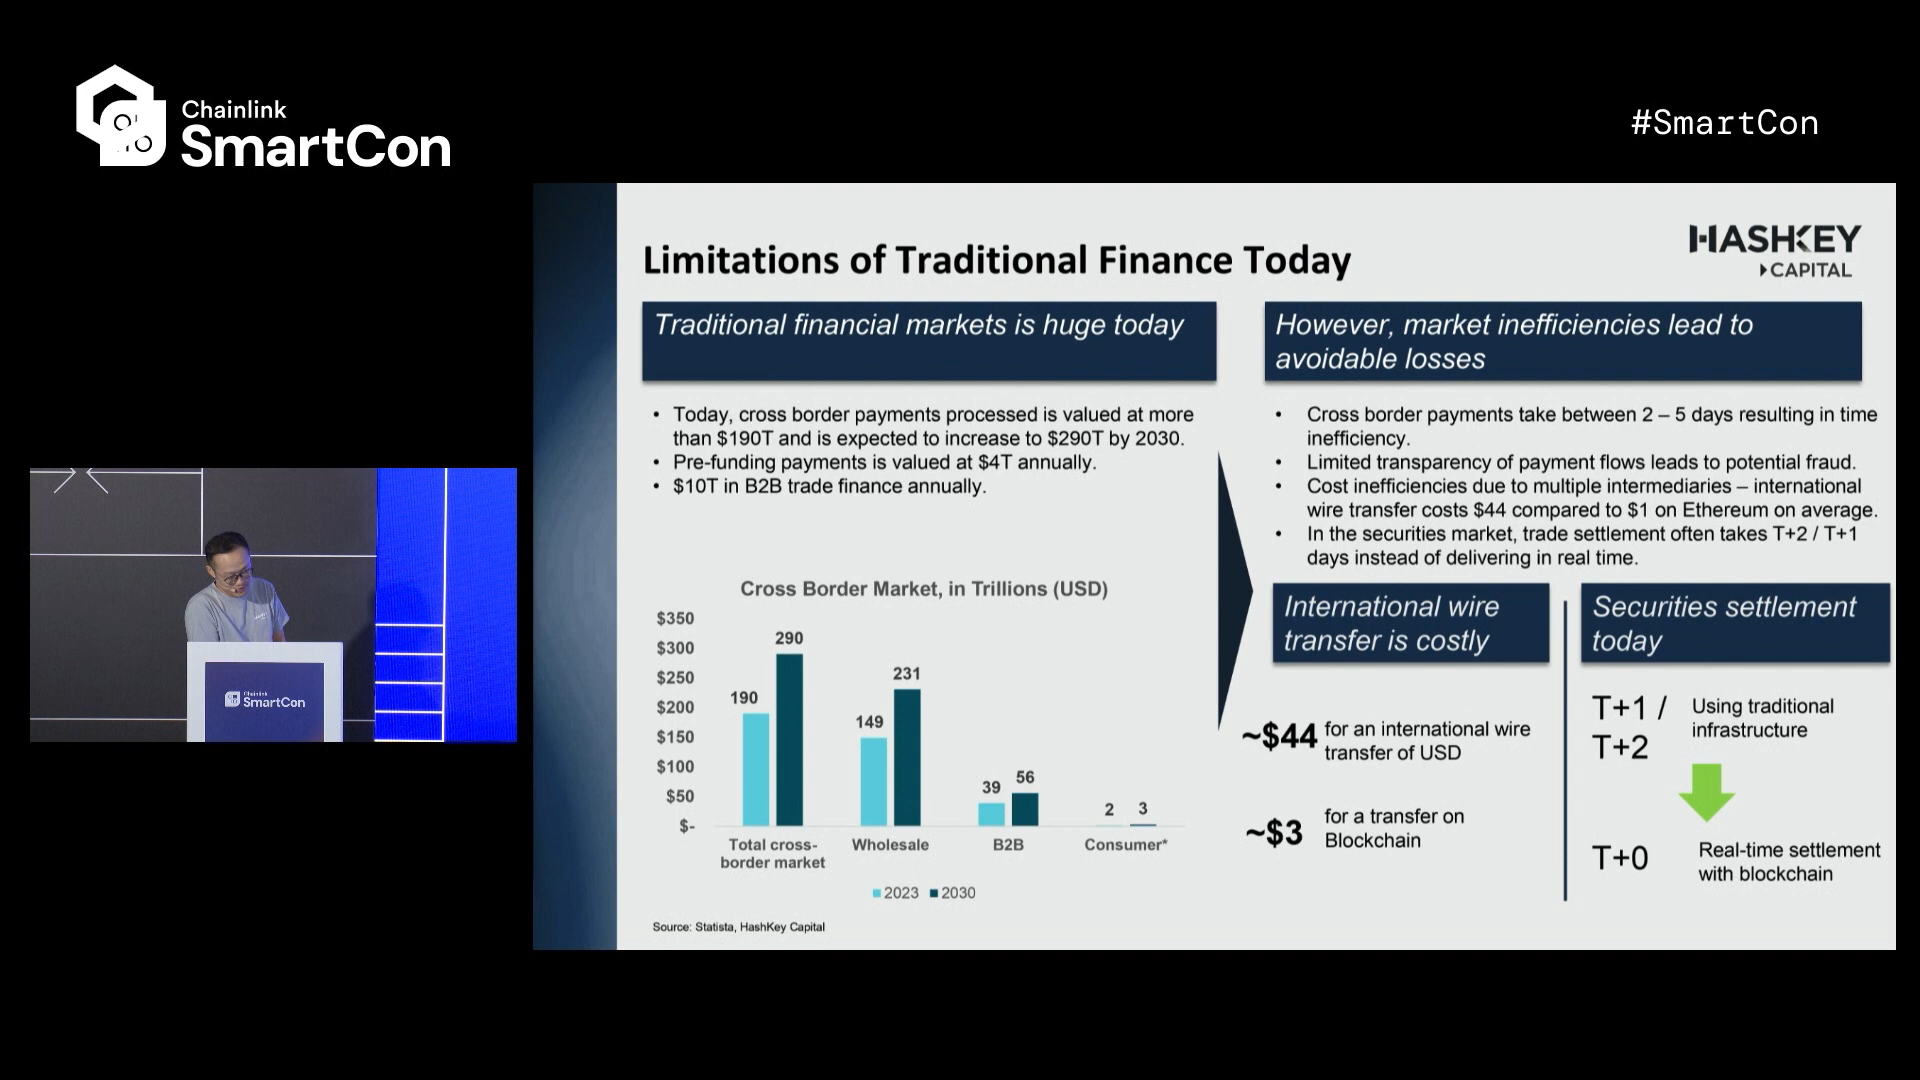 Chainlink
SmartCon
#SmartCon
HASHKEY
CAPITAL
Limitations of Traditional Finance Today
Traditional financial markets is huge today
• Today, cross border payments processed is valued at more
than $190T and is expected to increase to $290T by 2030.
• Pre-funding payments is valued at $4T annually.
• $10T in B2B trade finance annually.
Cross Border Market, in Trillions (USD)
$350
$300
$250
$200
$150
$100
$50
$-
190
290
149
231
39
56
2
3
Total cross-
border market
Wholesale
B2B
Consumer*
2023
2030
Source: Statista, HashKey Capital
However, market inefficiencies lead to
avoidable losses
• Cross border payments take between 2 – 5 days resulting in time
inefficiency.
• Limited transparency of payment flows leads to potential fraud.
• Cost inefficiencies due to multiple intermediaries – international
wire transfer costs $44 compared to $1 on Ethereum on average.
• In the securities market, trade settlement often takes T+2 / T+1
days instead of delivering in real time.
International wire
transfer is costly
~$44
for an international wire
transfer of USD
~$3
for a transfer on
Blockchain
Securities settlement
today
T+1 /
T+2
Using traditional
infrastructure
T+0
Real-time settlement
with blockchain
Chainlink
SmartCon